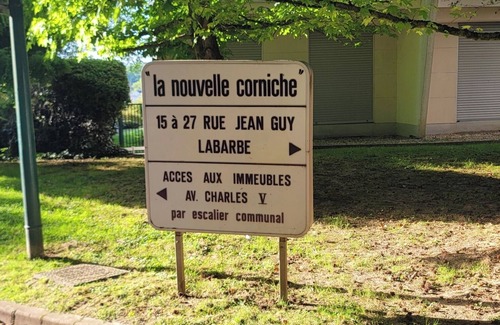 "la nouvelle corniche"
15 à 27 RUE JEAN GUY
LABARBE ▶
ACCES AUX IMMEUBLES
◀ AV. CHARLES V
par escalier communal